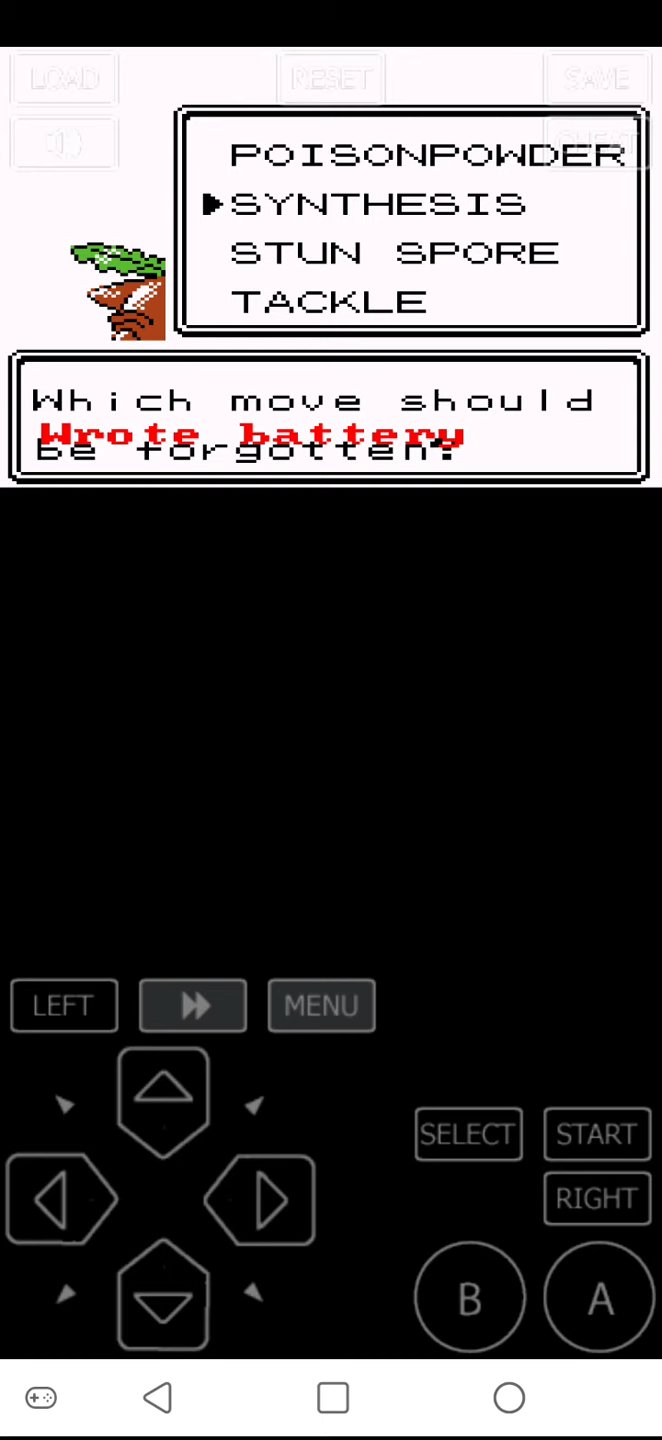 LOAD
RESET
SAVE
CHEAT
POISONPOWDER
SYNTHESIS
STUN SPORE
TACKLE
Which move should
Wrote battery
be forgotten?
LEFT
MENU
SELECT
START
RIGHT
B
A